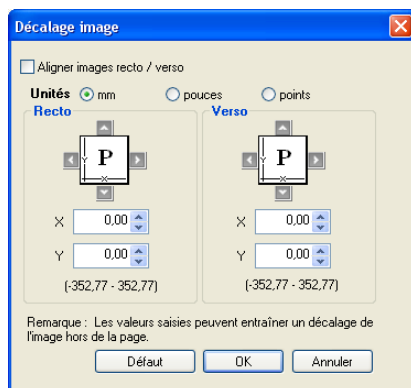 Décalage image
Aligner images recto / verso
Unités mm pouces points
Recto Verso
P P
X 0,00 X 0,00
Y 0,00 Y 0,00
(-352,77 - 352,77) (-352,77 - 352,77)
Remarque : Les valeurs saisies peuvent entraîner un décalage de
l'image hors de la page.
Défaut OK Annuler